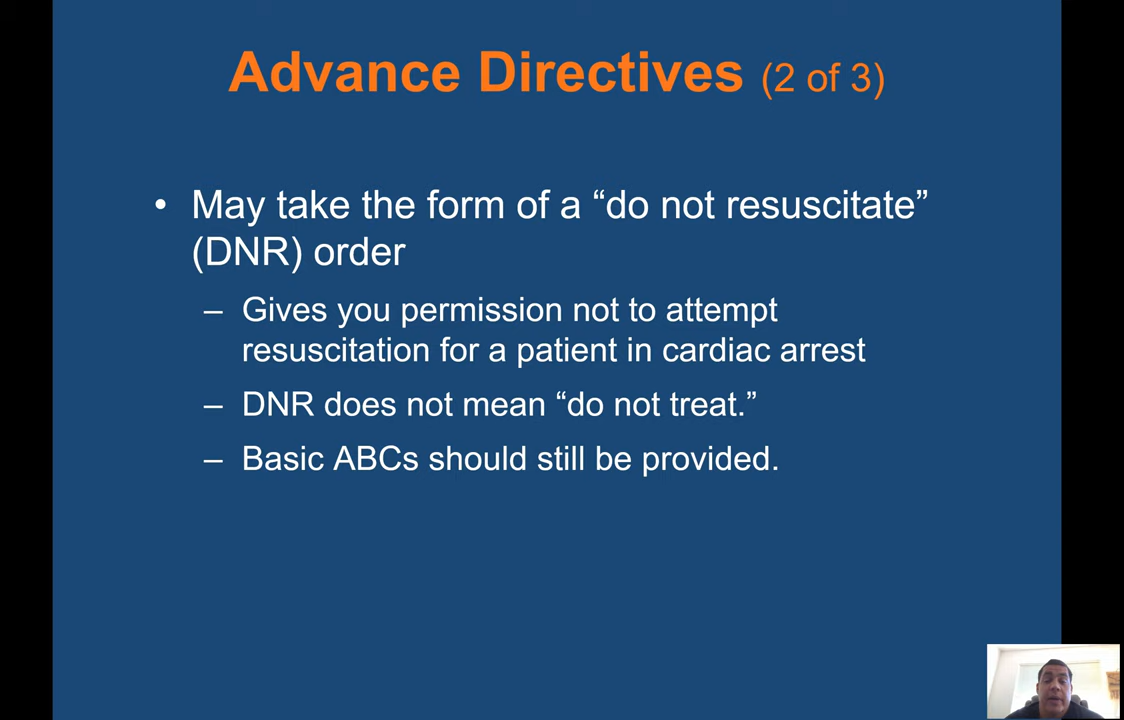 Advance Directives (2 of 3)
• May take the form of a “do not resuscitate”
(DNR) order
– Gives you permission not to attempt
resuscitation for a patient in cardiac arrest
– DNR does not mean “do not treat.”
– Basic ABCs should still be provided.